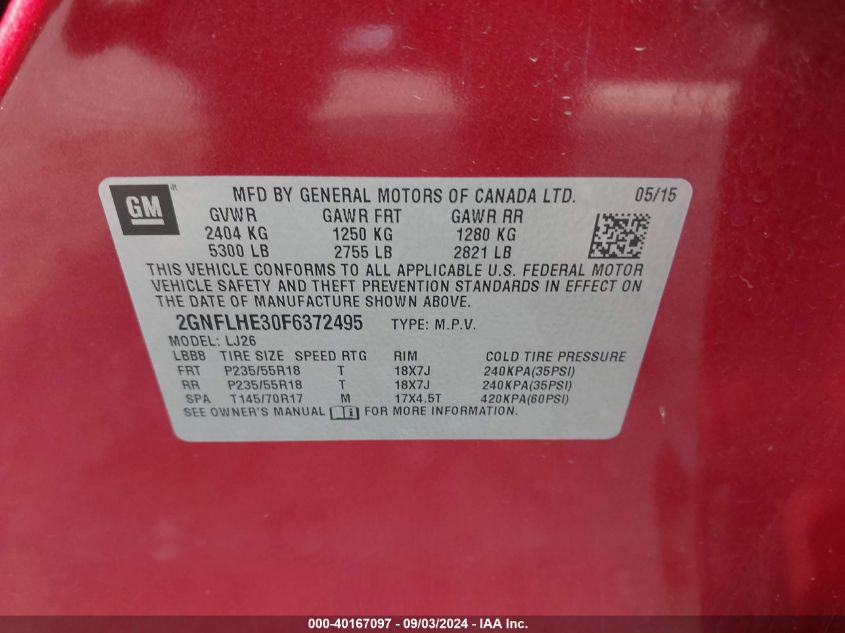 GM MFD BY GENERAL MOTORS OF CANADA LTD. 05/15
GVWR GAWR FRT GAWR RR
2404 KG 1250 KG 1280 KG
5300 LB 2755 LB 2821 LB
THIS VEHICLE CONFORMS TO ALL APPLICABLE U.S. FEDERAL MOTOR
VEHICLE SAFETY AND THEFT PREVENTION STANDARDS IN EFFECT ON
THE DATE OF MANUFACTURE SHOWN ABOVE.
2GNFLHE30F6372495 TYPE: M.P.V.
MODEL: LJ26
LBB8 TIRE SIZE SPEED RTG RIM COLD TIRE PRESSURE
FRT P235/55R18 T 18X7J 240KPA(35PSI)
RR P235/55R18 T 18X7J 240KPA(35PSI)
SPA T145/70R17 M 17X4.5T 420KPA(60PSI)
SEE OWNER'S MANUAL FOR MORE INFORMATION.
000-40167097 - 09/03/2024 - IAA Inc.